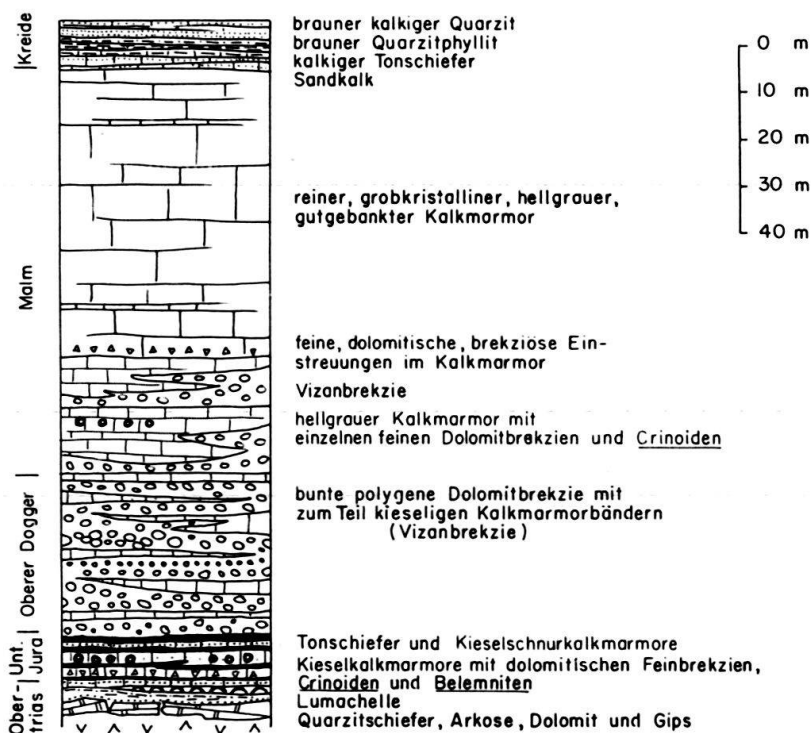 Kreide
brauner kalkiger Quarzit
brauner Quarzitphyllit
kalkiger Tonschiefer
Sandkalk
0 m
10 m
20 m
30 m
40 m
reiner, grobkristalliner, hellgrauer,
gutgebankter Kalkmarmor
Malm
feine, dolomitische, brekziöse Ein-
streuungen im Kalkmarmor
Vizanbrekzie
hellgrauer Kalkmarmor mit
einzelnen feinen Dolomitbrekzien und Crinoiden
Oberer Dogger
bunte polygene Dolomitbrekzie mit
zum Teil kieseligen Kalkmarmorbändern
(Vizanbrekzie)
Unt.
Jura
Tonschiefer und Kieselschnurkalkmarmore
Kieselkalkmarmore mit dolomitischen Feinbrekzien,
Crinoiden und Belemniten
Ober-
trias
Lumachelle
Quarzitschiefer, Arkose, Dolomit und Gips